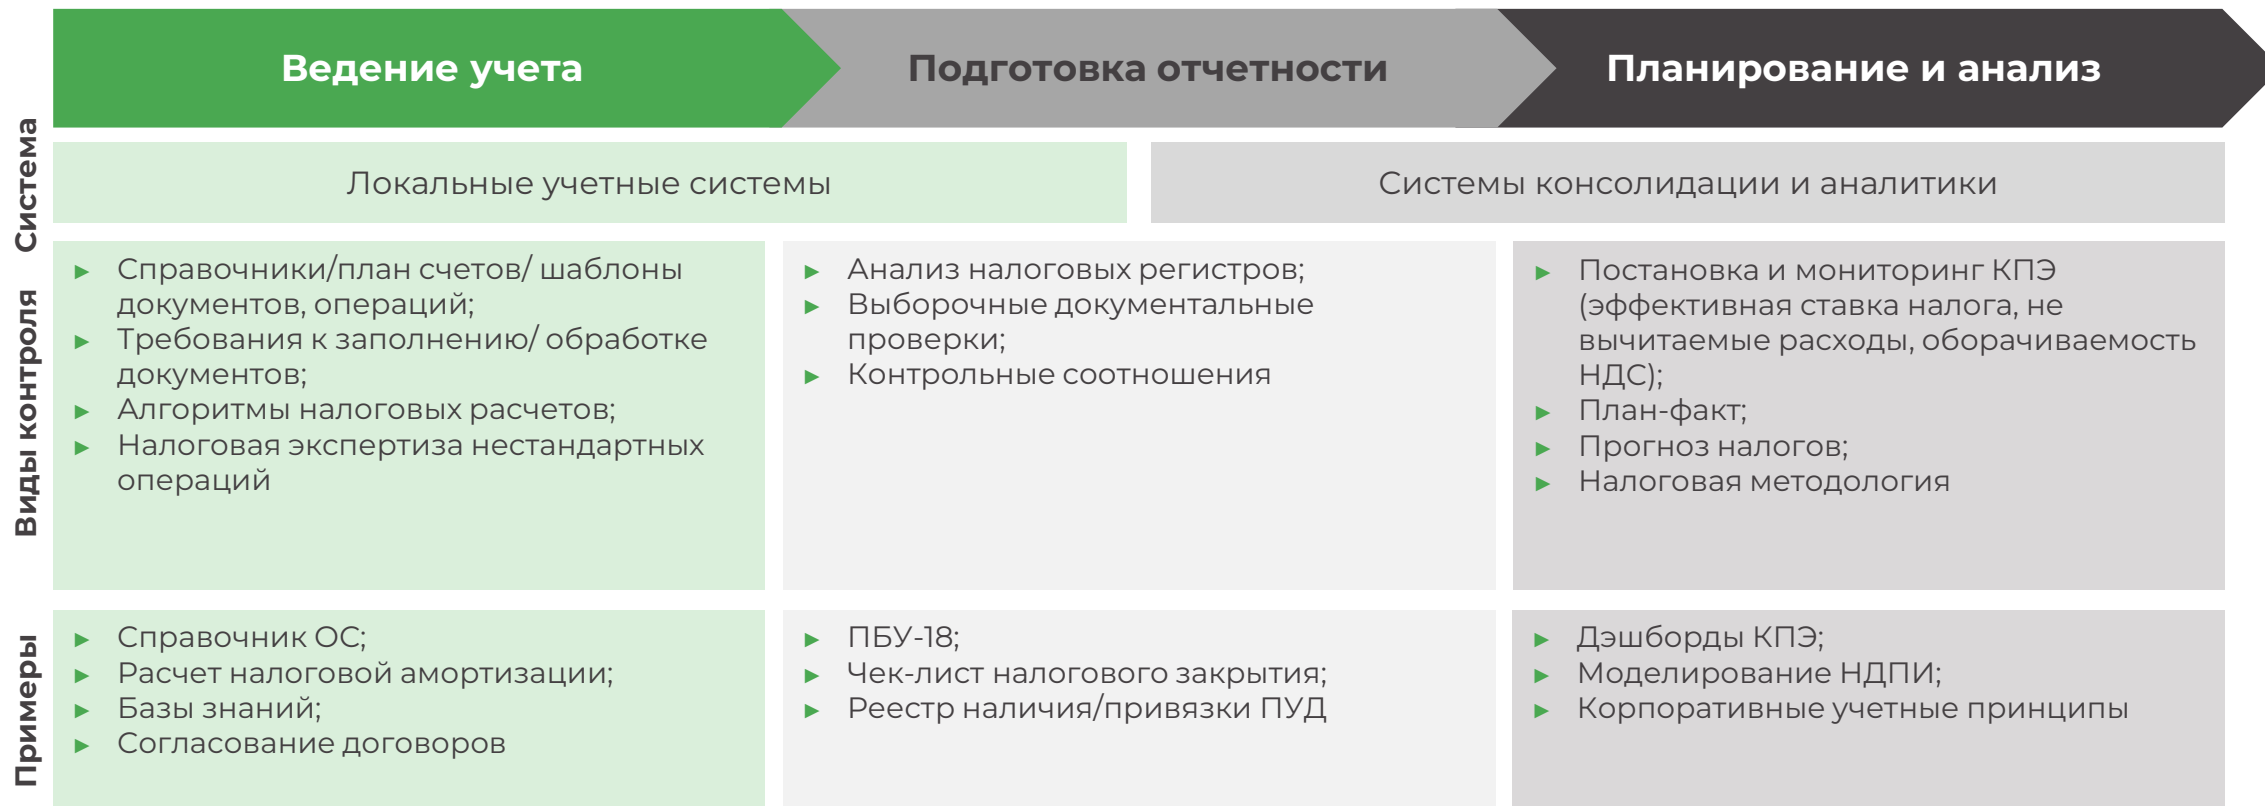 Ведение учета
Подготовка отчетности
Планирование и анализ
Система
Локальные учетные системы
Системы консолидации и аналитики
Виды контроля
► Справочники/план счетов/ шаблоны
документов, операций;
► Требования к заполнению/ обработке
документов;
► Алгоритмы налоговых расчетов;
► Налоговая экспертиза нестандартных
операций
► Анализ налоговых регистров;
► Выборочные документальные
проверки;
► Контрольные соотношения
► Постановка и мониторинг КПЭ
(эффективная ставка налога, не
вычитаемые расходы, оборачиваемость
НДС);
► План-факт;
► Прогноз налогов;
► Налоговая методология
Примеры
► Справочник ОС;
► Расчет налоговой амортизации;
► Базы знаний;
► Согласование договоров
► ПБУ-18;
► Чек-лист налогового закрытия;
► Реестр наличия/привязки ПУД
► Дэшборды КПЭ;
► Моделирование НДПИ;
► Корпоративные учетные принципы